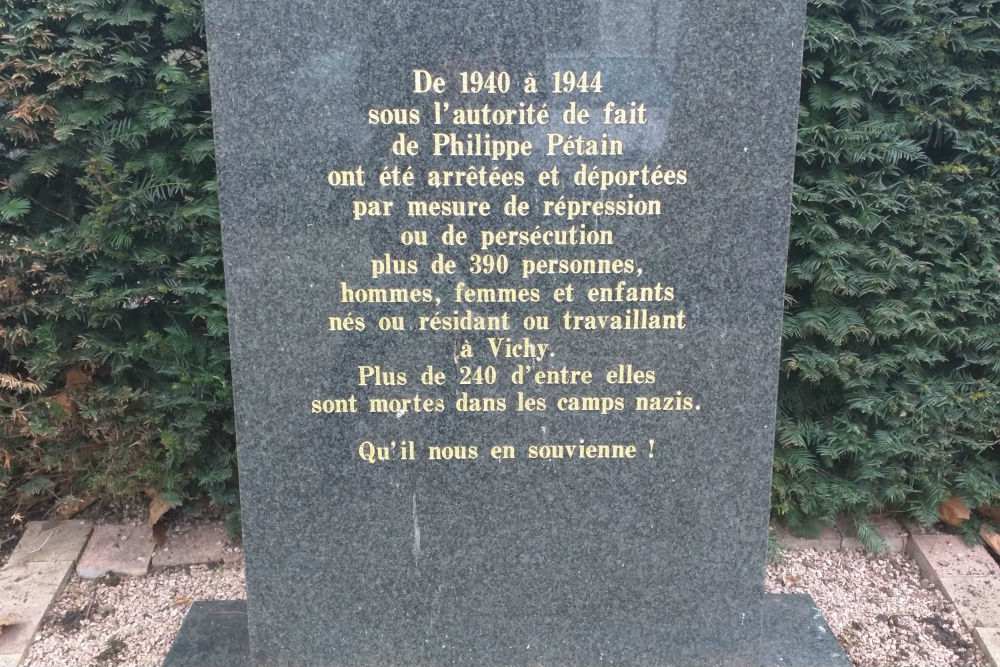 De 1940 à 1944
sous l'autorité de fait
de Philippe Pétain
ont été arrêtées et déportées
par mesure de répression
ou de persécution
plus de 390 personnes,
hommes, femmes et enfants
nés ou résidant ou travaillant
à Vichy.
Plus de 240 d'entre elles
sont mortes dans les camps nazis.
Qu'il nous en souvienne !